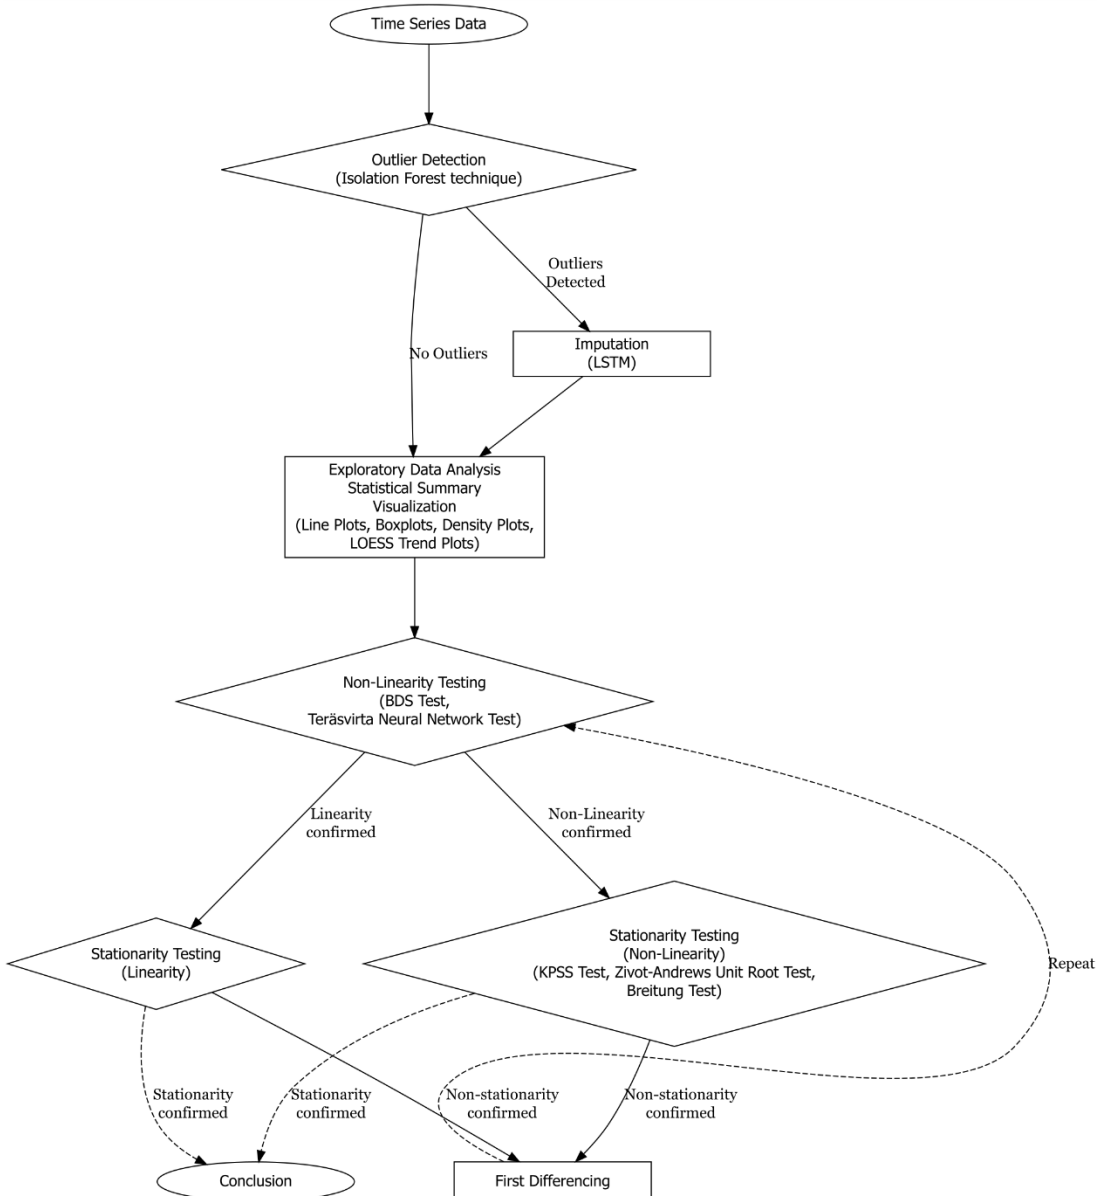 Time Series Data
Outlier Detection
(Isolation Forest technique)
Outliers
Detected
No Outliers
Imputation
(LSTM)
Exploratory Data Analysis
Statistical Summary
Visualization
(Line Plots, Boxplots, Density Plots,
LOESS Trend Plots)
Non-Linearity Testing
(BDS Test,
Teräsvirta Neural Network Test)
Linearity
confirmed
Non-Linearity
confirmed
Stationarity Testing
(Linearity)
Stationarity Testing
(Non-Linearity)
(KPSS Test, Zivot-Andrews Unit Root Test,
Breitung Test)
Repeat
Stationarity
confirmed
Stationarity
confirmed
Non-stationarity
confirmed
Non-stationarity
confirmed
Conclusion
First Differencing